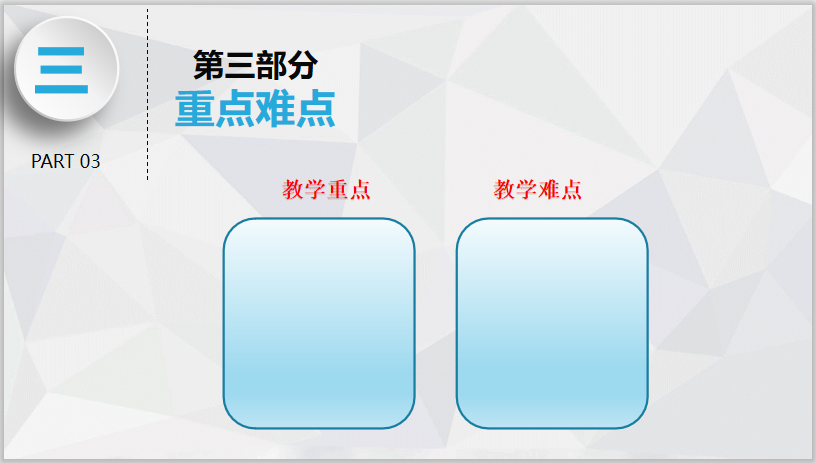 三
PART 03
第三部分
重点难点
教学重点
教学难点